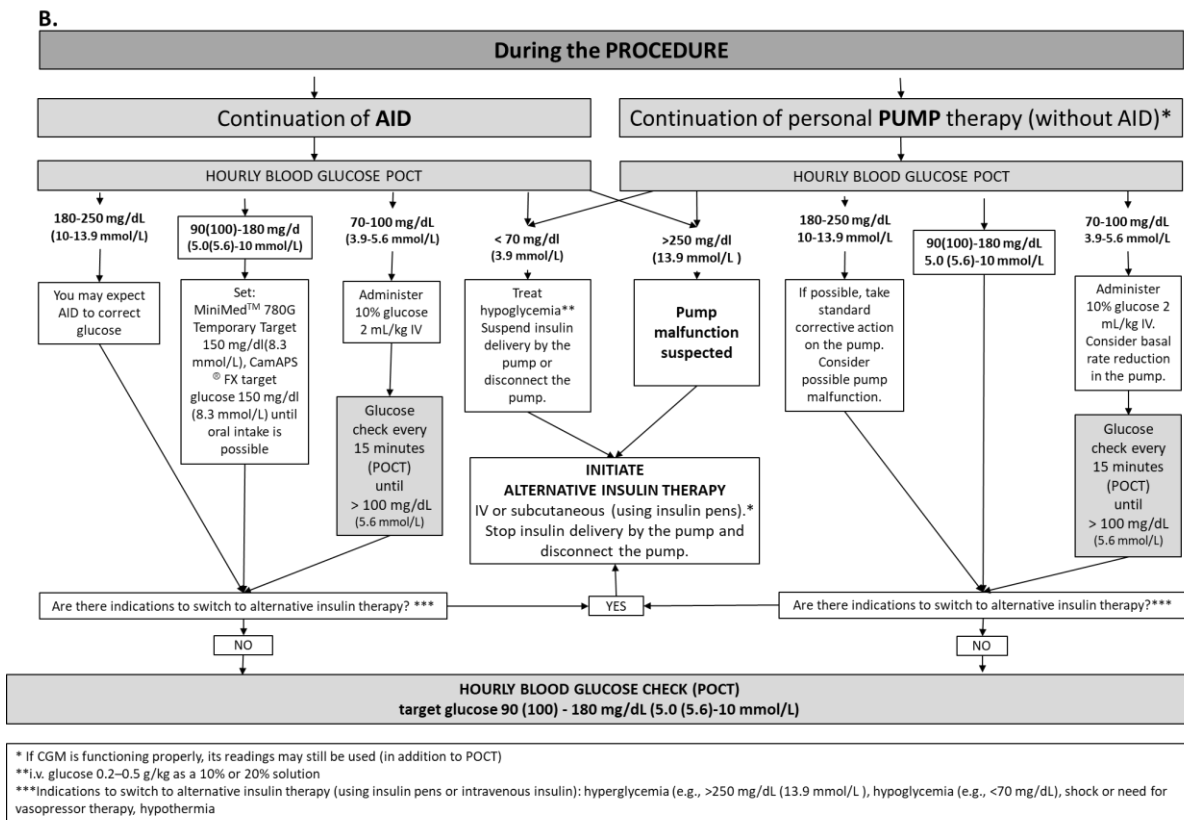 B.
During the PROCEDURE
Continuation of AID
Continuation of personal PUMP therapy (without AID)*
HOURLY BLOOD GLUCOSE POCT
HOURLY BLOOD GLUCOSE POCT
180-250 mg/dL
(10-13.9 mmol/L)
90(100)-180 mg/d
(5.0(5.6)-10 mmol/L)
70-100 mg/dL
(3.9-5.6 mmol/L)
< 70 mg/dl
(3.9 mmol/L)
>250 mg/dl
(13.9 mmol/L )
180-250 mg/dL
10-13.9 mmol/L
90(100)-180 mg/dL
5.0 (5.6)-10 mmol/L
70-100 mg/dL
3.9-5.6 mmol/L
You may expect
AID to correct
glucose
Set:
MiniMed™ 780G
Temporary Target
150 mg/dl(8.3
mmol/L), CamAPS
® FX target
glucose 150 mg/dl
(8.3 mmol/L) until
oral intake is
possible
Administer
10% glucose
2 mL/kg IV
Treat
hypoglycemia**
Suspend insulin
delivery by the
pump or
disconnect the
pump.
Pump
malfunction
suspected
If possible, take
standard
corrective action
on the pump.
Consider
possible pump
malfunction.
Administer
10% glucose 2
mL/kg IV.
Consider basal
rate reduction
in the pump.
Glucose
check every
15 minutes
(POCT)
until
> 100 mg/dL
(5.6 mmol/L)
Glucose
check every
15 minutes
(POCT)
until
> 100 mg/dL
(5.6 mmol/L)
INITIATE
ALTERNATIVE INSULIN THERAPY
IV or subcutaneous (using insulin pens).*
Stop insulin delivery by the pump and
disconnect the pump.
Are there indications to switch to alternative insulin therapy? ***
YES
Are there indications to switch to alternative insulin therapy?***
NO
NO
HOURLY BLOOD GLUCOSE CHECK (POCT)
target glucose 90 (100) - 180 mg/dL (5.0 (5.6)-10 mmol/L)
* If CGM is functioning properly, its readings may still be used (in addition to POCT)
**i.v. glucose 0.2–0.5 g/kg as a 10% or 20% solution
***Indications to switch to alternative insulin therapy (using insulin pens or intravenous insulin): hyperglycemia (e.g., >250 mg/dL (13.9 mmol/L ), hypoglycemia (e.g., <70 mg/dL), shock or need for
vasopressor therapy, hypothermia